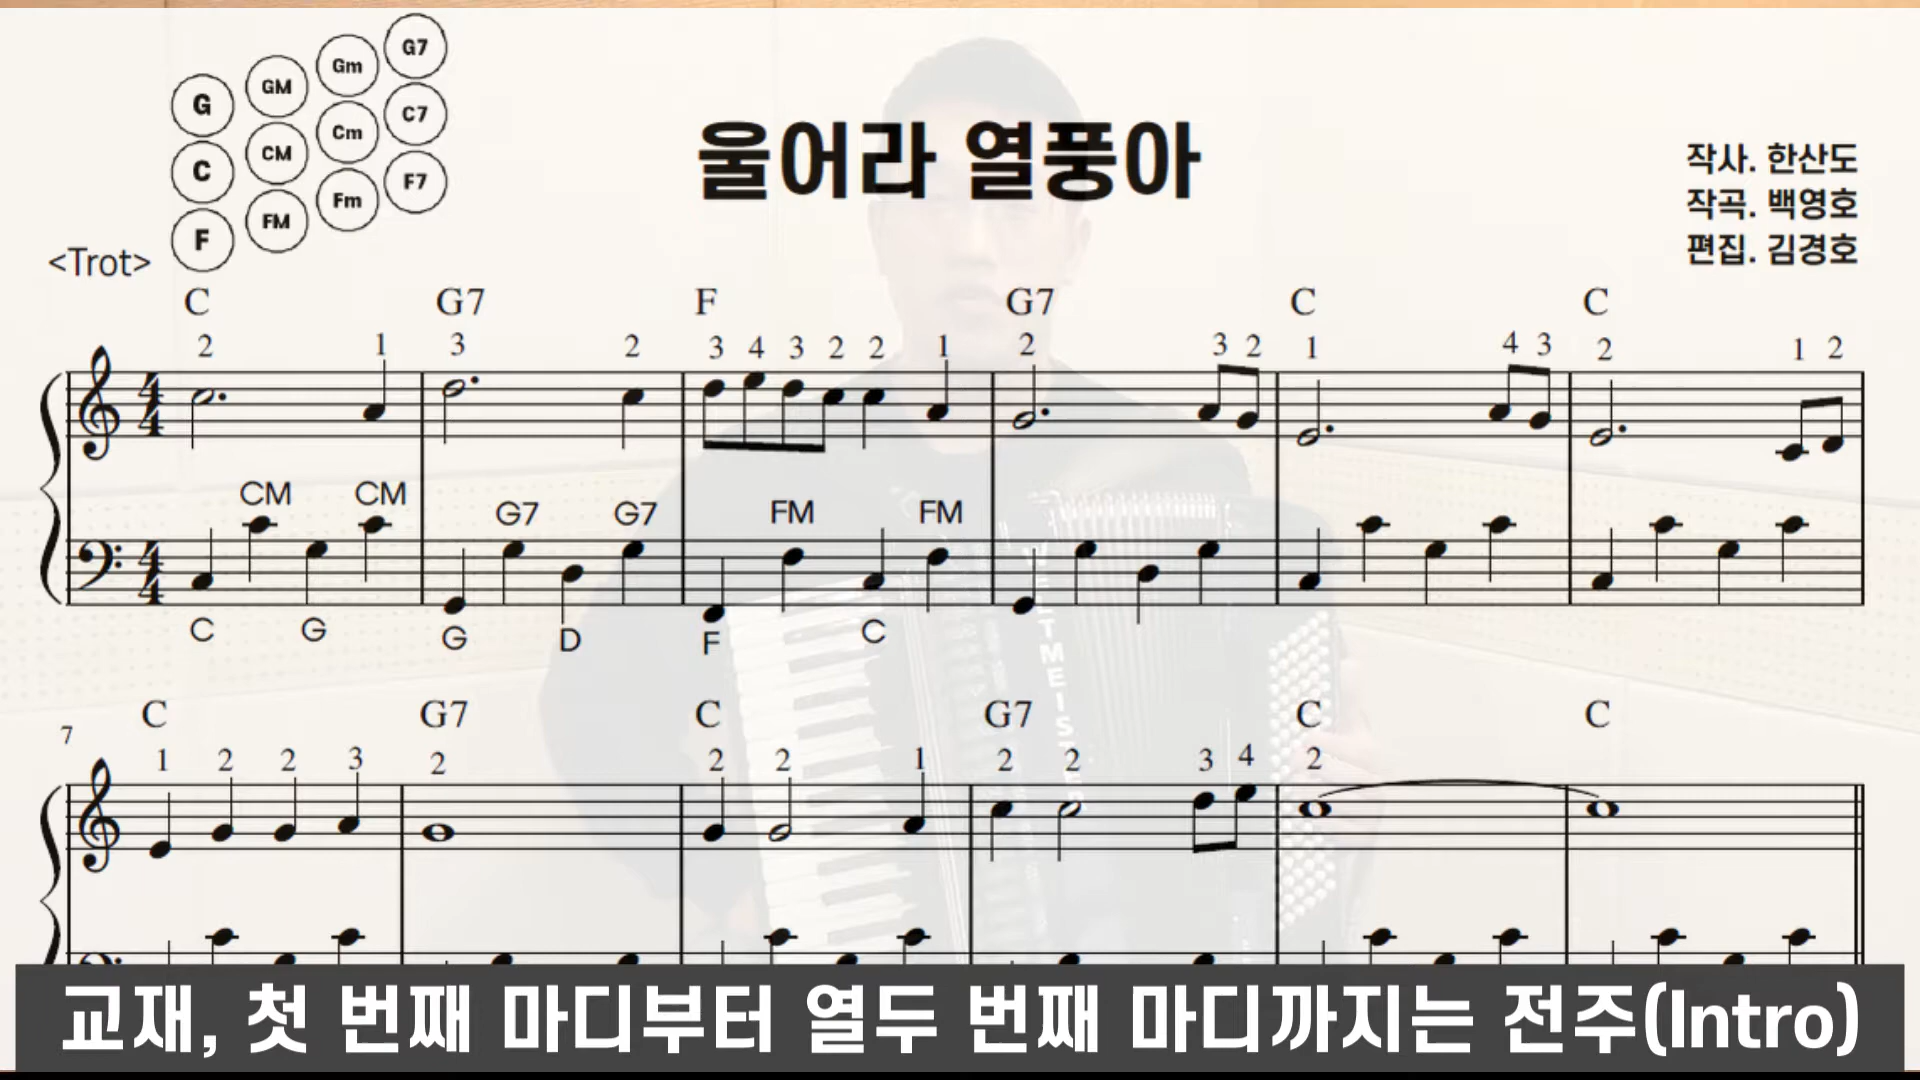 G GM Gm G7
C CM Cm C7
F FM Fm F7
울어라 열풍아
작사. 한산도
작곡. 백영호
편집. 김경호
<Trot>
C G7 F G7 C C
2 1 3 2 3 4 3 2 2 1 2 3 2 1 4 3 2 1 2
4 4
CM CM G7 G7 FM FM
4 4
C G G D F C
C G7 C G7 C C
7
1 2 2 3 2 2 2 1 2 2 3 4 2
WELTMEISTER
교재, 첫 번째 마디부터 열두 번째 마디까지는 전주(Intro)